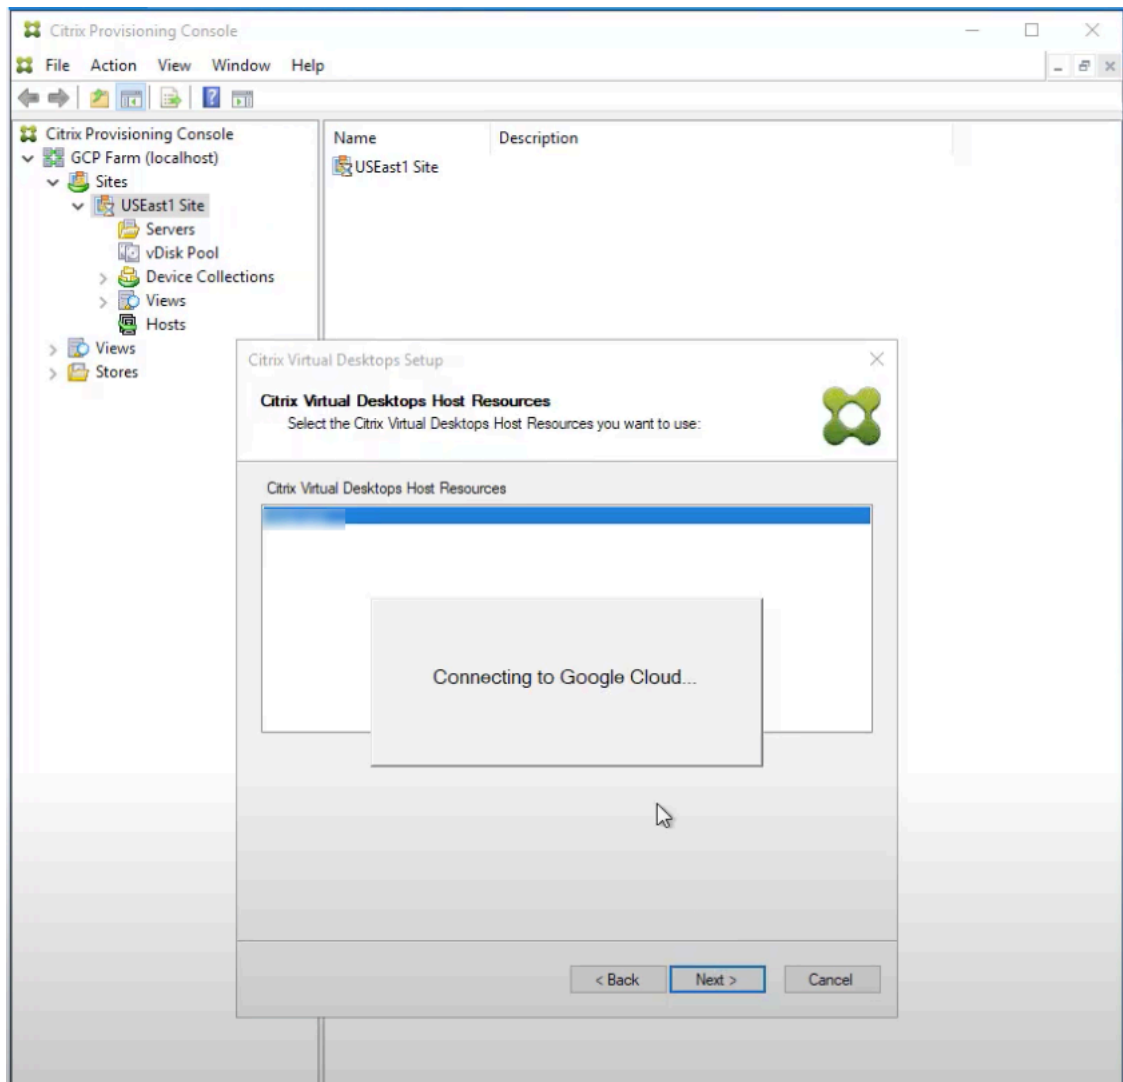 Citrix Provisioning Console
File Action View Window Help
Citrix Provisioning Console
GCP Farm (localhost)
Sites
USEast1 Site
Servers
vDisk Pool
Device Collections
Views
Hosts
Views
Stores
Name Description
USEast1 Site
Citrix Virtual Desktops Setup
Citrix Virtual Desktops Host Resources
Select the Citrix Virtual Desktops Host Resources you want to use:
Citrix Virtual Desktops Host Resources
Connecting to Google Cloud...
< Back Next > Cancel